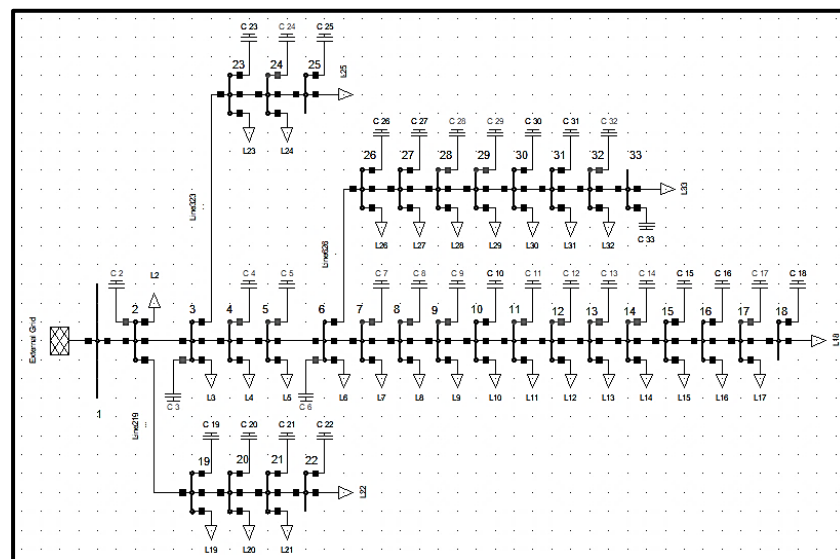 C 23 C 24 C 25
23 24 25
L25
L23 L24
C 26 C 27 C 28 C 29 C 30 C 31 C 32
26 27 28 29 30 31 32 33
L33
Line323
C 33
L26 L27 L28 L29 L30 L31 L32
Line626
C 2 L2 C 4 C 5 C 7 C 8 C 9 C 10 C 11 C 12 C 13 C 14 C 15 C 16 C 17 C 18
2 3 4 5 6 7 8 9 10 11 12 13 14 15 16 17 18
External Grid
L18
L3 L4 L5 L6 L7 L8 L9 L10 L11 L12 L13 L14 L15 L16 L17
C 3 C 6
1
Line219
C 19 C 20 C 21 C 22
19 20 21 22
L22
L19 L20 L21